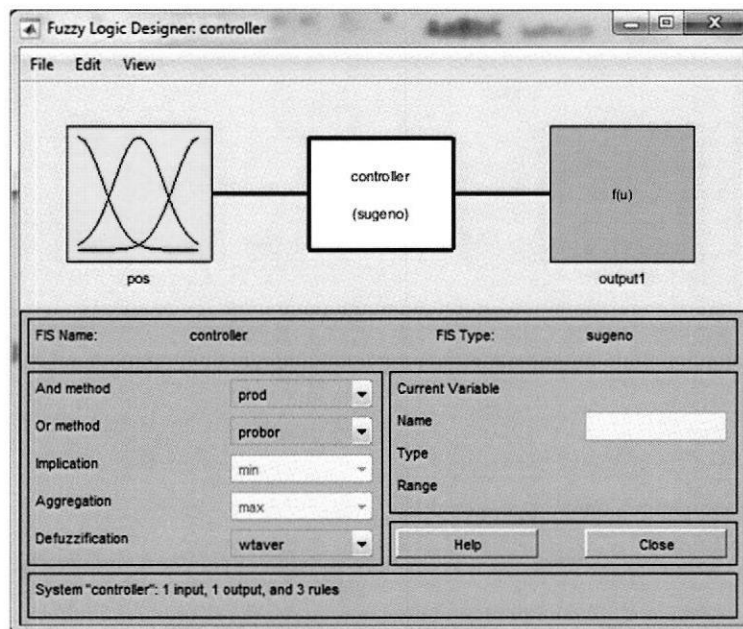 Fuzzy Logic Designer: controller
File Edit View
controller
(sugeno)
f(u)
pos
output1
FIS Name: controller
FIS Type: sugeno
And method prod
Or method probor
Implication min
Aggregation max
Defuzzification wtaver
Current Variable
Name
Type
Range
Help
Close
System "controller": 1 input, 1 output, and 3 rules